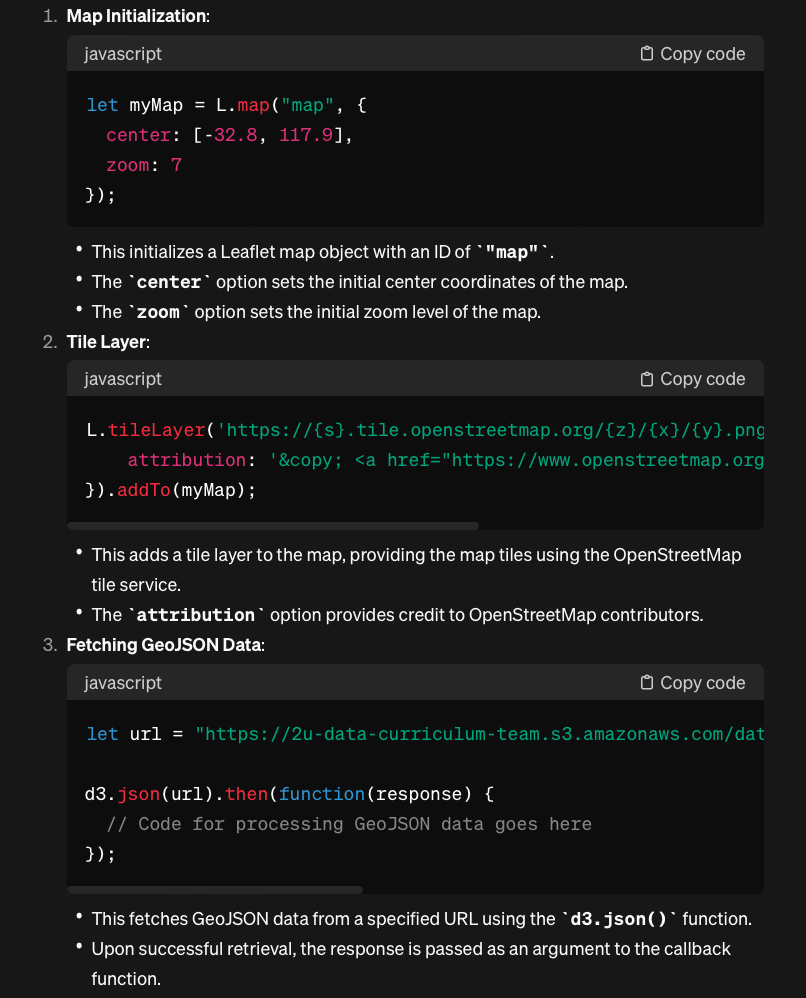 1. Map Initialization:
javascript
Copy code
let myMap = L.map("map", {
  center: [-32.8, 117.9],
  zoom: 7
});
• This initializes a Leaflet map object with an ID of `"map"`.
• The `center` option sets the initial center coordinates of the map.
• The `zoom` option sets the initial zoom level of the map.
2. Tile Layer:
javascript
Copy code
L.tileLayer('https://{s}.tile.openstreetmap.org/{z}/{x}/{y}.png
    attribution: '&copy; <a href="https://www.openstreetmap.org
}).addTo(myMap);
• This adds a tile layer to the map, providing the map tiles using the OpenStreetMap
tile service.
• The `attribution` option provides credit to OpenStreetMap contributors.
3. Fetching GeoJSON Data:
javascript
Copy code
let url = "https://2u-data-curriculum-team.s3.amazonaws.com/dat
d3.json(url).then(function(response) {
  // Code for processing GeoJSON data goes here
});
• This fetches GeoJSON data from a specified URL using the `d3.json()` function.
• Upon successful retrieval, the response is passed as an argument to the callback
function.